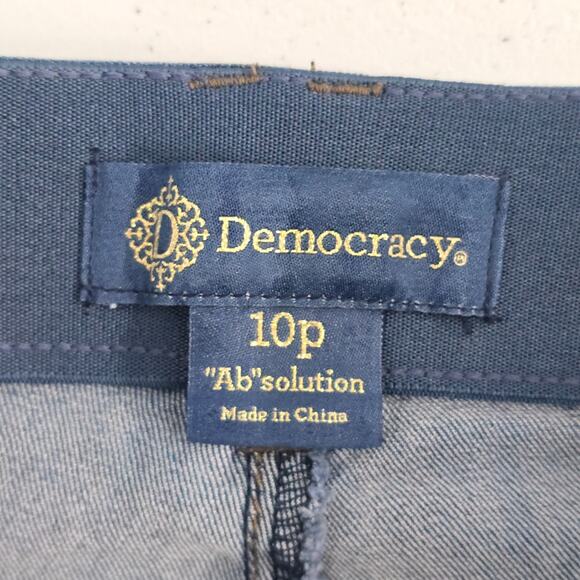 D Democracy®
10p
"Ab"solution
Made in China